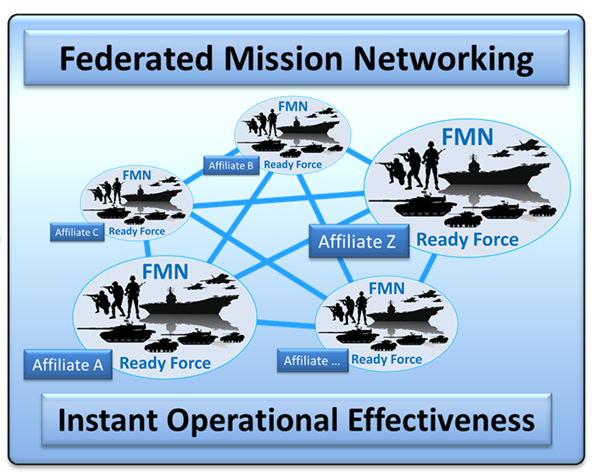 Federated Mission Networking
FMN
Affiliate B
Ready Force
FMN
Affiliate Z
Ready Force
FMN
Affiliate C
Ready Force
FMN
Affiliate A
Ready Force
FMN
Affiliate ...
Ready Force
Instant Operational Effectiveness